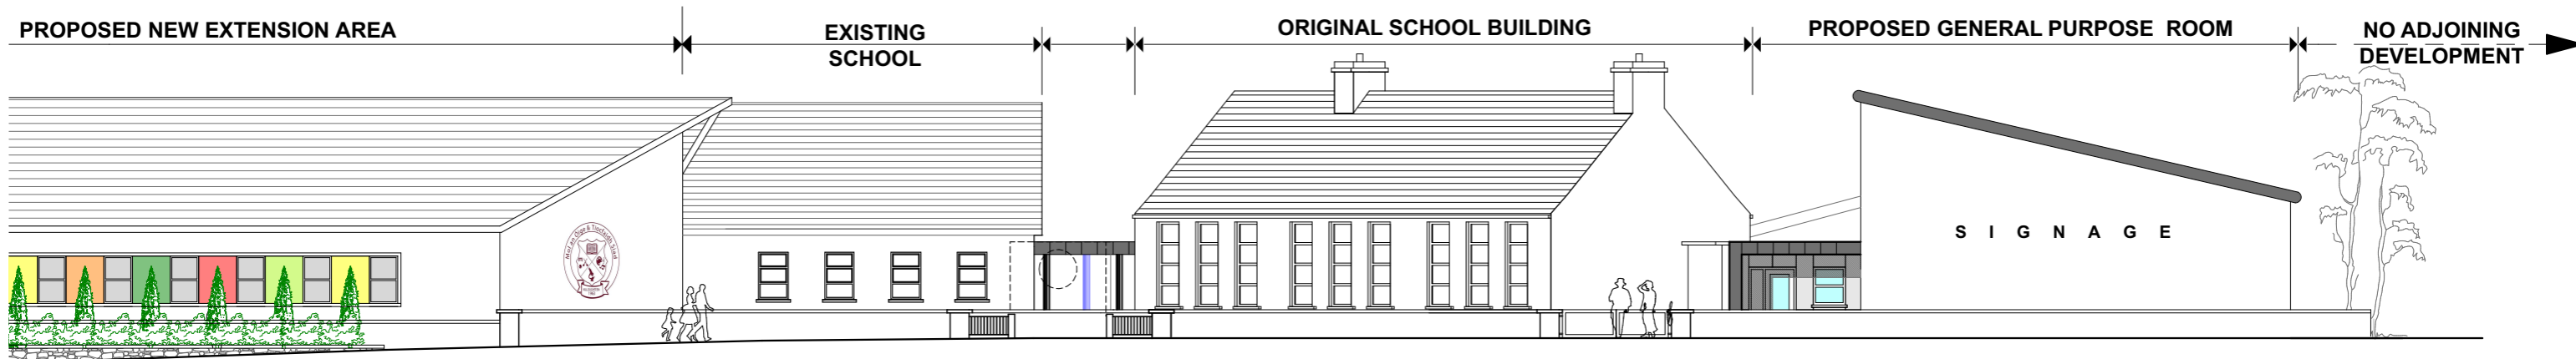 PROPOSED NEW EXTENSION AREA
EXISTING
SCHOOL
ORIGINAL SCHOOL BUILDING
PROPOSED GENERAL PURPOSE ROOM
NO ADJOINING
DEVELOPMENT
S I G N A G E